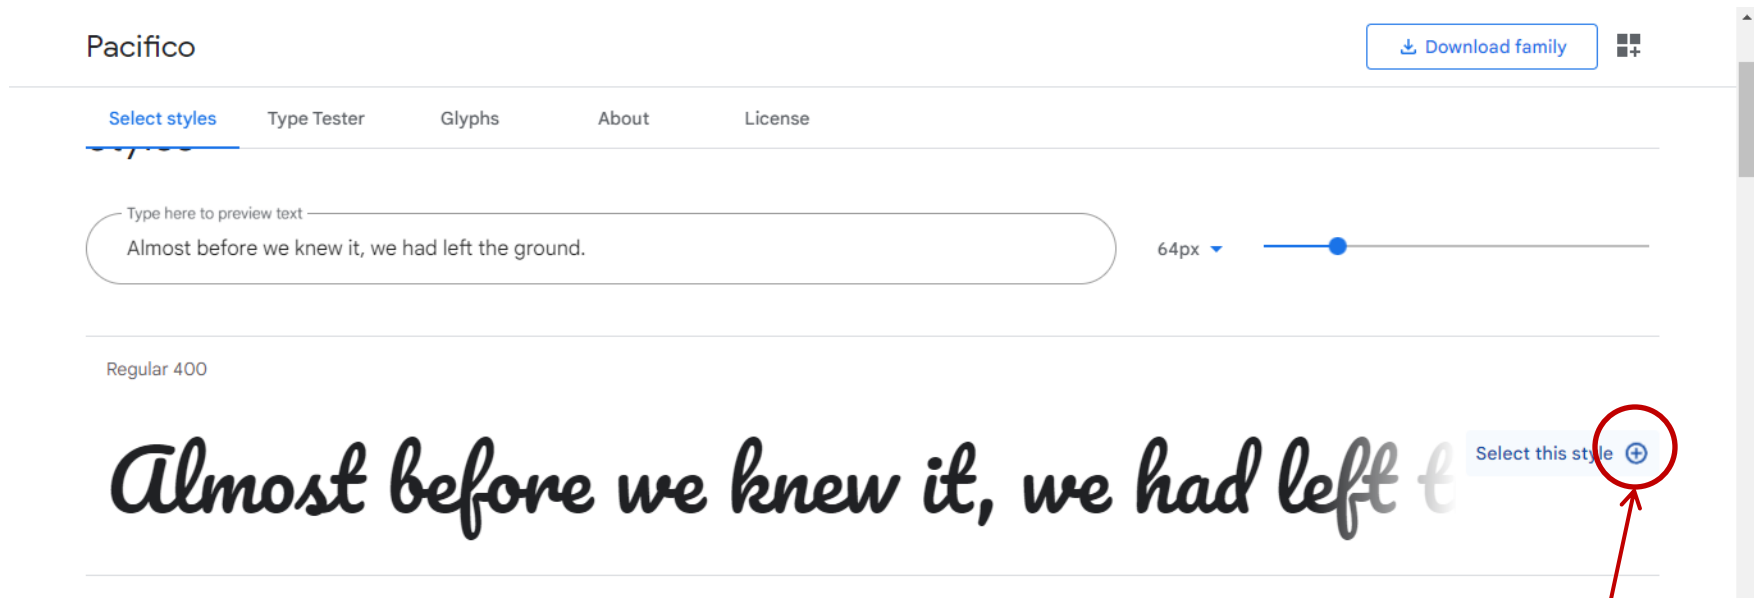 Pacifico
Download family
Select styles Type Tester Glyphs About License
Type here to preview text
Almost before we knew it, we had left the ground.
64px
Regular 400
Almost before we knew it, we had left t
Select this style